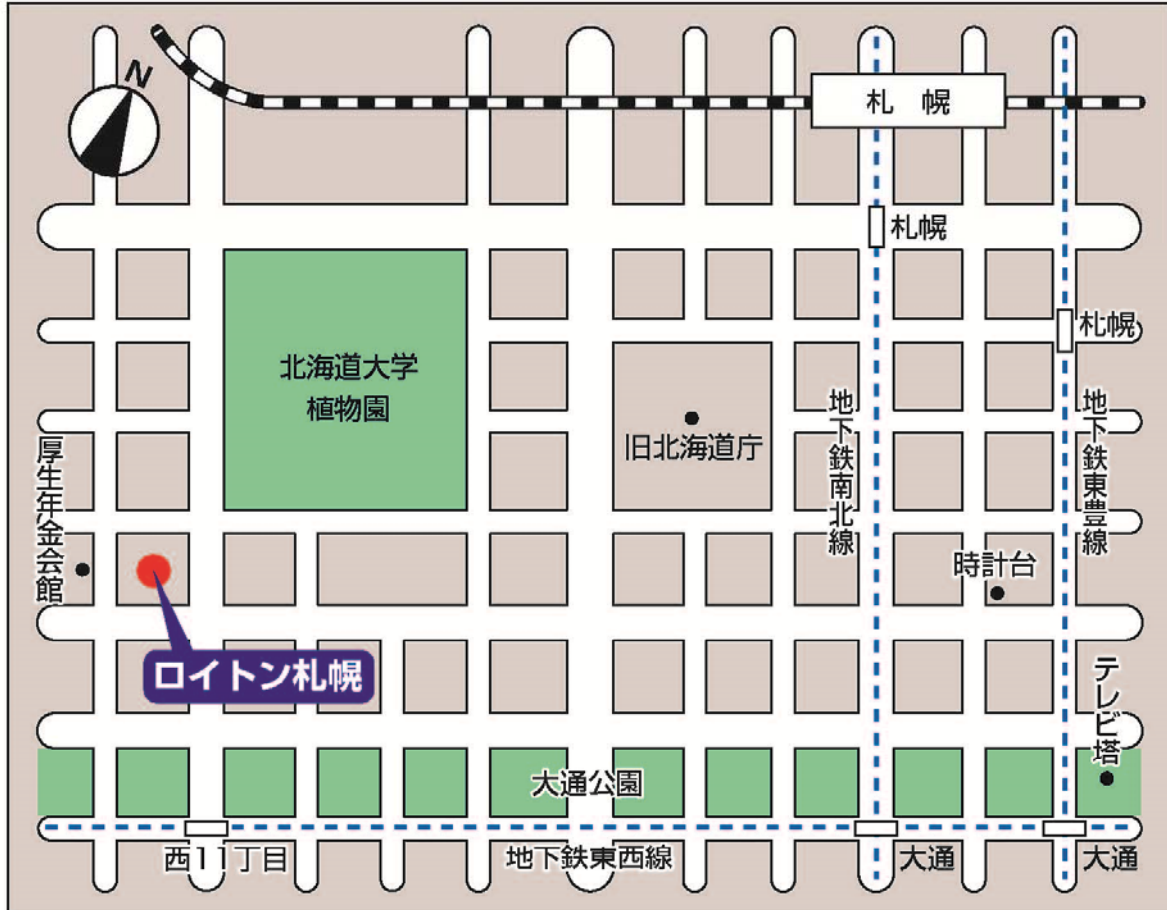 N
札幌
札幌
札幌
北海道大学
植物園
旧北海道庁
地下鉄南北線
地下鉄東豊線
厚生年金会館
時計台
ロイトン札幌
テレビ塔
大通公園
西11丁目
地下鉄東西線
大通
大通